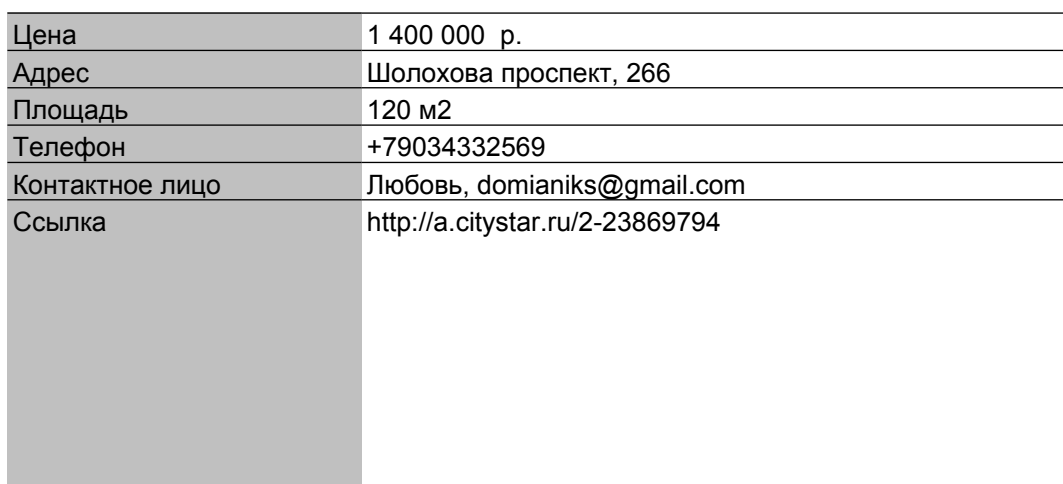 Цена 1 400 000  р.
Адрес Шолохова проспект, 266
Площадь 120 м2
Телефон +79034332569
Контактное лицо Любовь, domianiks@gmail.com
Ссылка http://a.citystar.ru/2-23869794